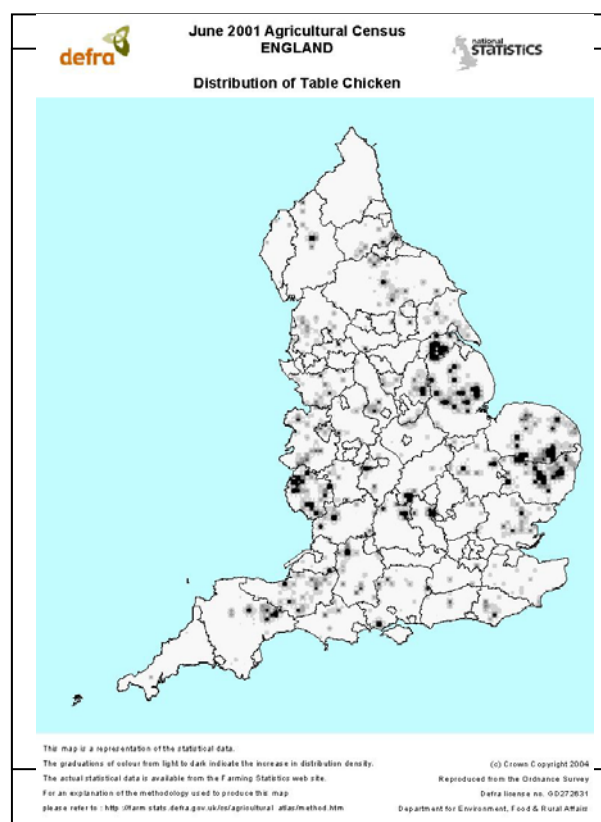 defra
June 2001 Agricultural Census
ENGLAND
national
STATISTICS
Distribution of Table Chicken
This map is a representation of the statistical data.
The graduations of colour from light to dark indicate the increase in distribution density.
(c) Crown Copyright 2004
The actual statistical data is available from the Farming Statistics web site.
Reproduced from the Ordnance Survey
For an explanation of the methodology used to produce this map
Defra license no. GD272631
please refer to : http://farm stats.defra.gov.uk/cs/agricultural_atlas/method.htm
Department for Environment, Food & Rural Affairs